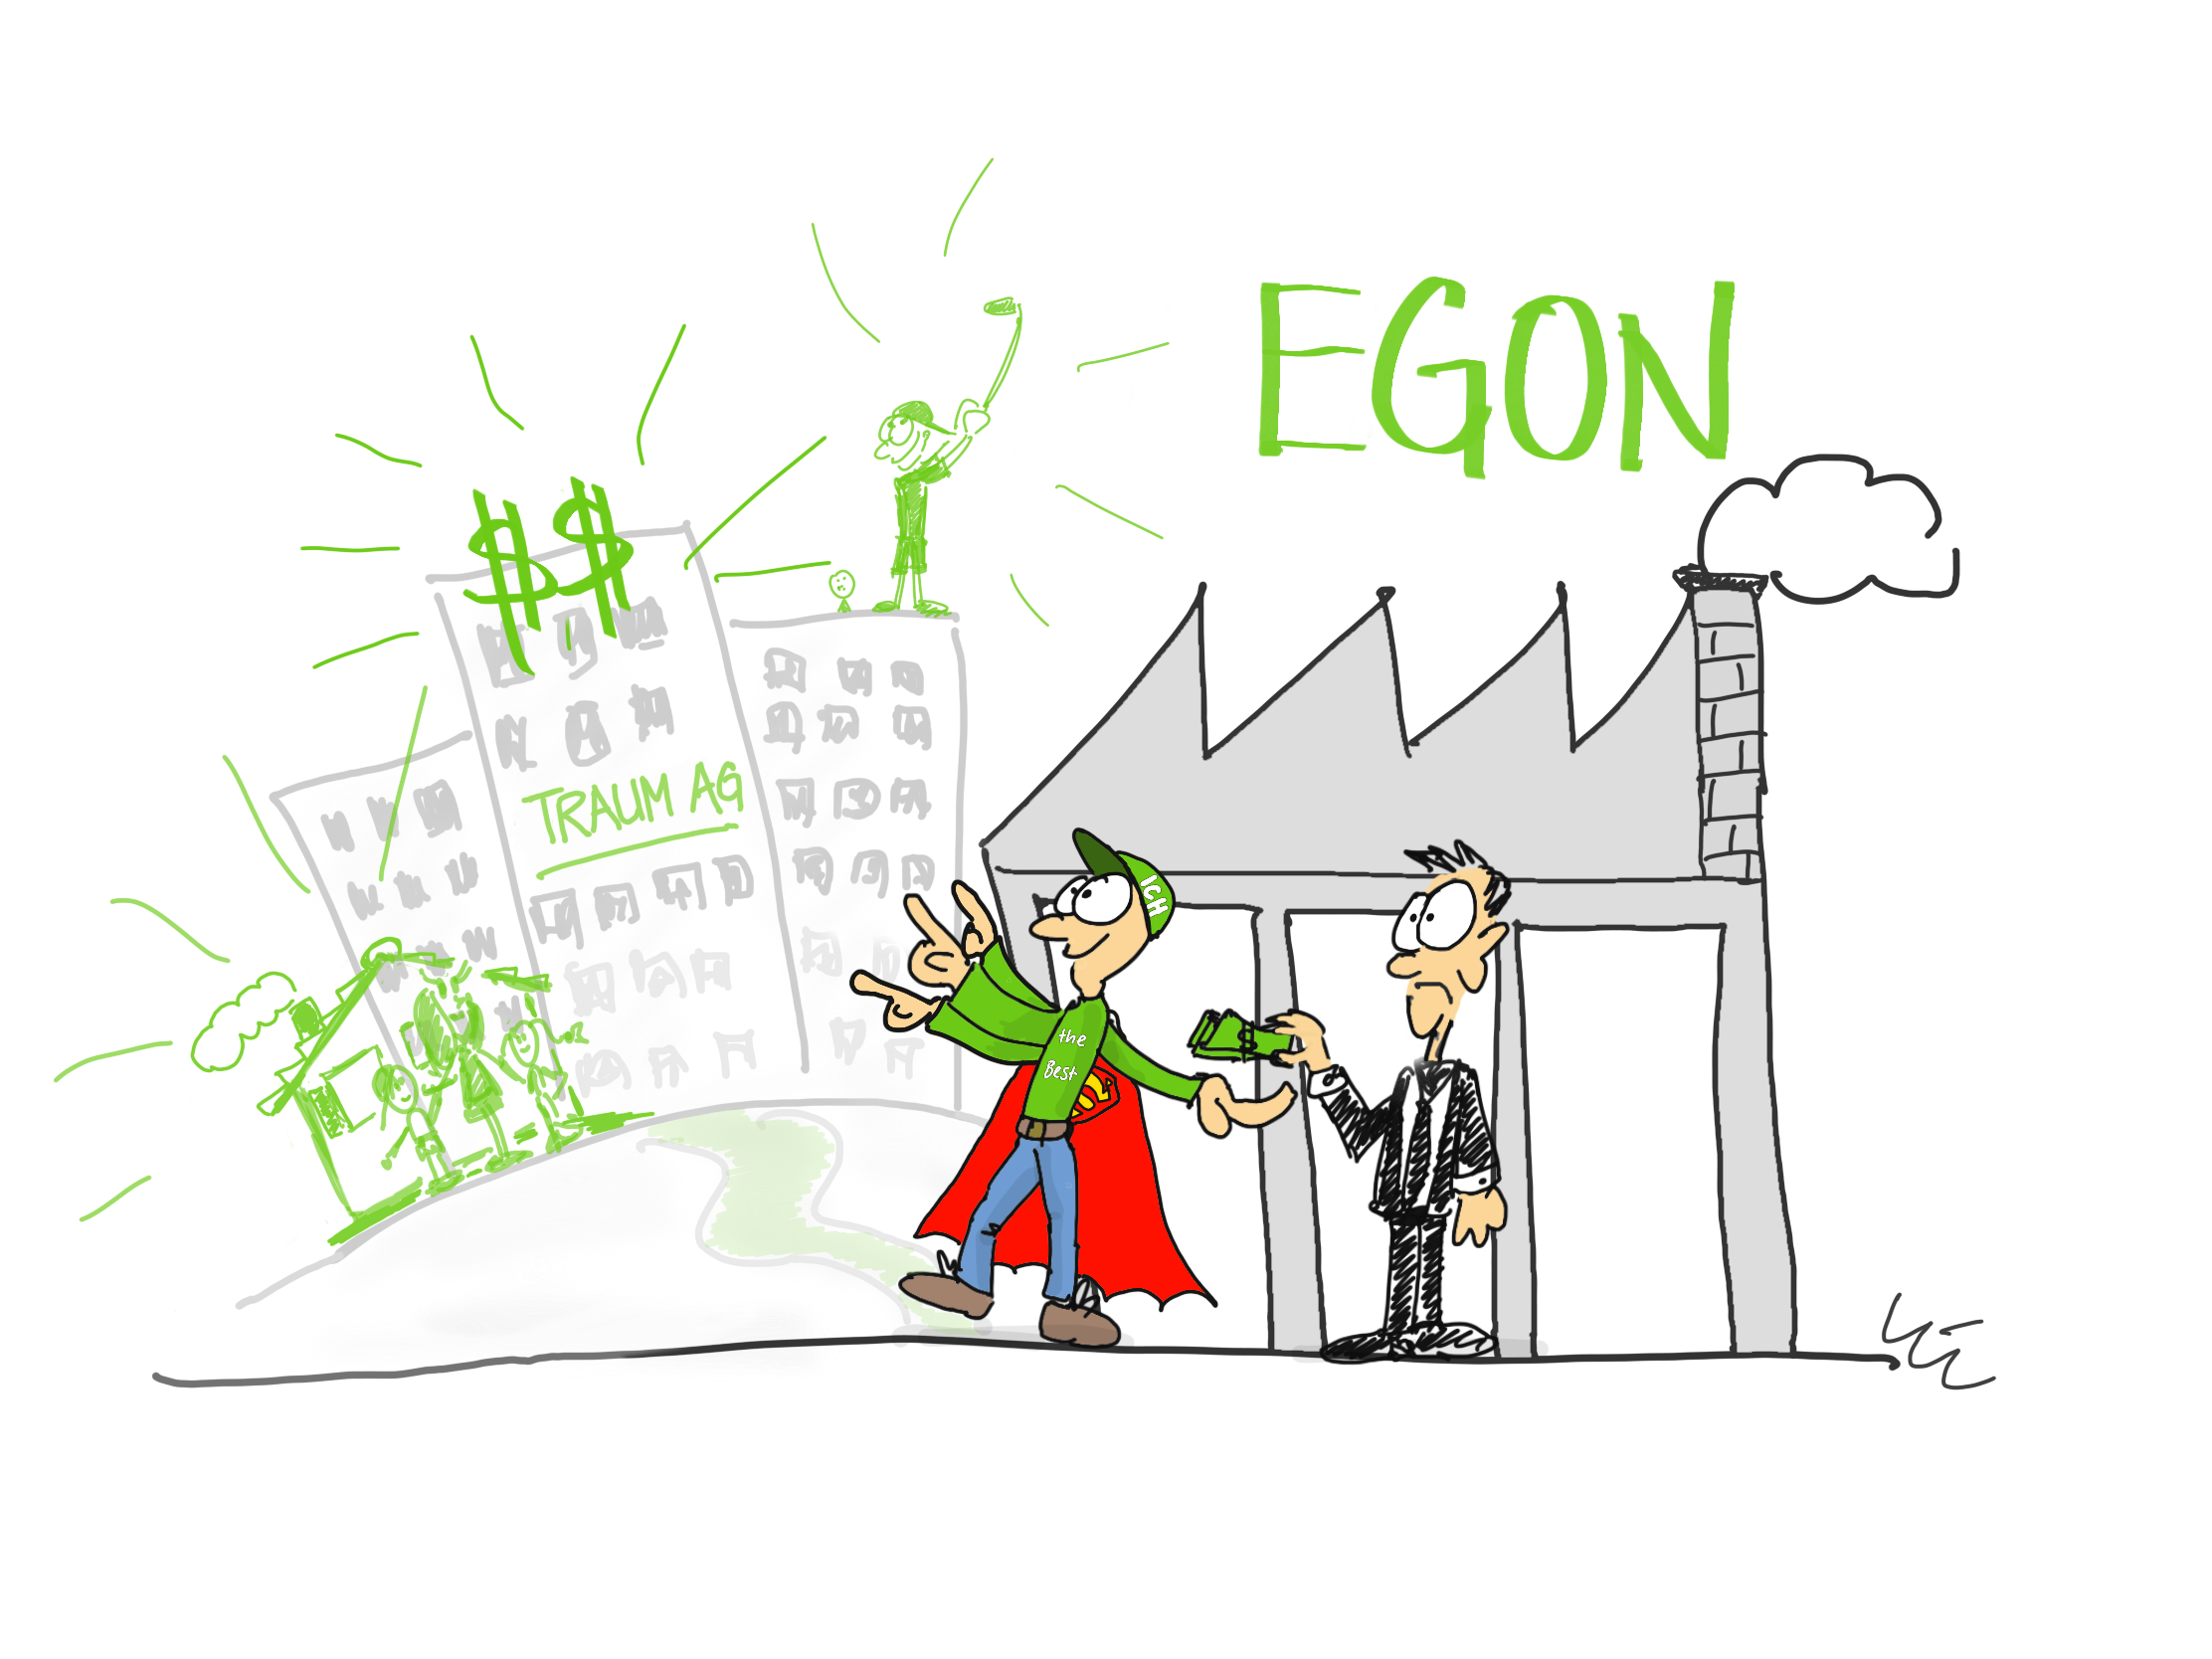 EGON
$$
TRAUM AG
ICH
the
Best